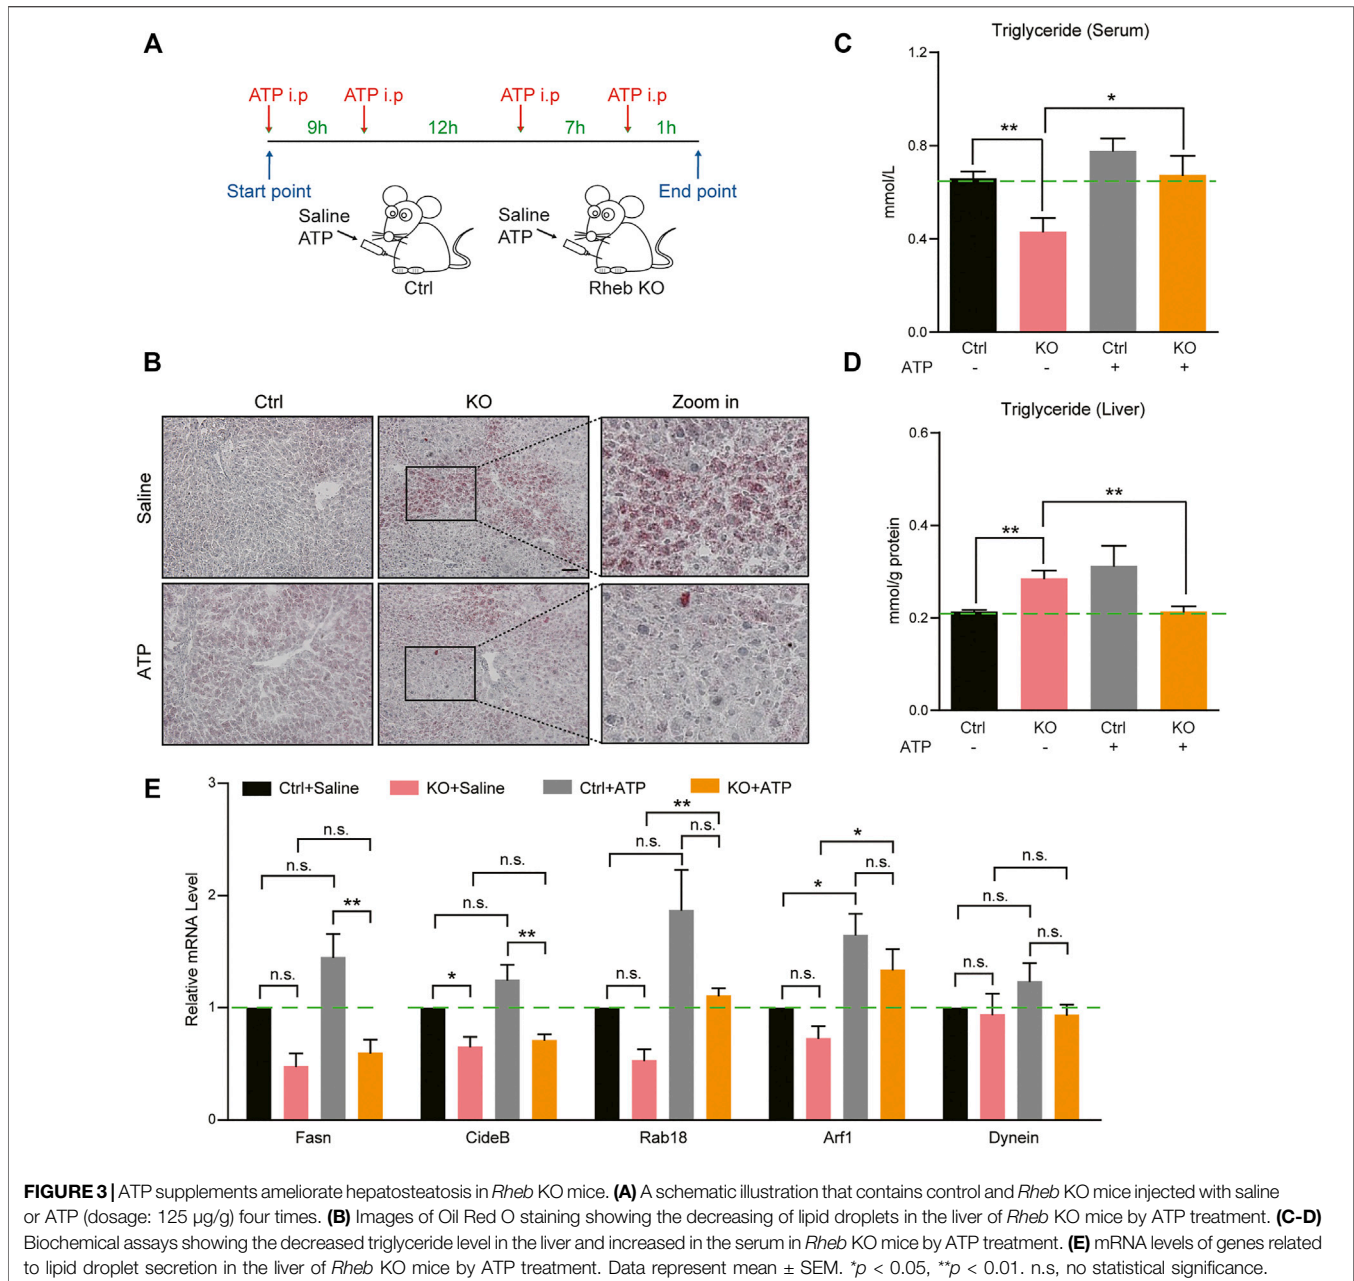 A
ATP i.p ATP i.p ATP i.p ATP i.p
9h 12h 7h 1h
Start point End point
Saline
ATP
Saline
ATP
Ctrl Rheb KO
B
Ctrl KO Zoom in
Saline
ATP
C
Triglyceride (Serum)
mmol/L
1.2
0.8
0.4
0.0
** *
Ctrl KO Ctrl KO
ATP - - + +
D
Triglyceride (Liver)
mmol/g protein
0.6
0.4
0.2
0.0
** **
Ctrl KO Ctrl KO
ATP - - + +
E
Relative mRNA Level
3
2
1
0
Ctrl+Saline KO+Saline Ctrl+ATP KO+ATP
n.s. n.s. n.s. **
n.s. n.s. * **
** n.s. n.s. n.s.
* n.s. * n.s.
n.s. n.s. n.s. n.s.
Fasn CideB Rab18 Arf1 Dynein
FIGURE 3 | ATP supplements ameliorate hepatosteatosis in Rheb KO mice. (A) A schematic illustration that contains control and Rheb KO mice injected with saline
or ATP (dosage: 125 μg/g) four times. (B) Images of Oil Red O staining showing the decreasing of lipid droplets in the liver of Rheb KO mice by ATP treatment. (C-D)
Biochemical assays showing the decreased triglyceride level in the liver and increased in the serum in Rheb KO mice by ATP treatment. (E) mRNA levels of genes related
to lipid droplet secretion in the liver of Rheb KO mice by ATP treatment. Data represent mean ± SEM. *p < 0.05, **p < 0.01. n.s, no statistical significance.